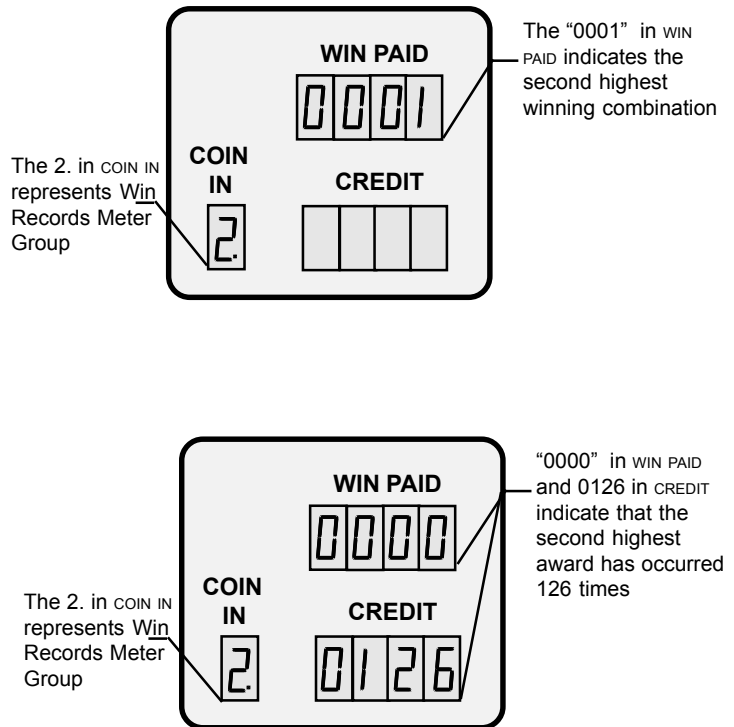 The “0001” in WIN
PAID indicates the
second highest
winning combination
WIN PAID
0001
The 2. in COIN IN
represents Win
Records Meter
Group
COIN
IN
2.
CREDIT
“0000” in WIN PAID
and 0126 in CREDIT
indicate that the
second highest
award has occurred
126 times
WIN PAID
0000
The 2. in COIN IN
represents Win
Records Meter
Group
COIN
IN
2.
CREDIT
0126